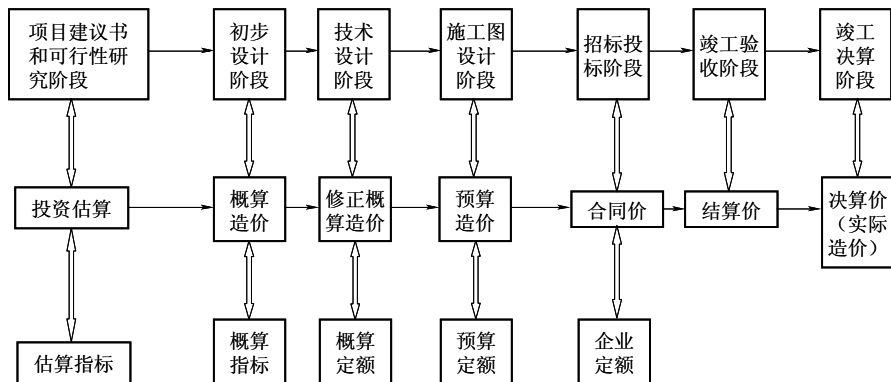 项目建议书
和可行性研
究阶段
初步
设计
阶段
技术
设计
阶段
施工图
设计
阶段
招标投
标阶段
竣工验
收阶段
竣工
决算
阶段
投资估算
概算
造价
修正概
算造价
预算
造价
合同价
结算价
决算价
（实际
造价）
估算指标
概算
指标
概算
定额
预算
定额
企业
定额